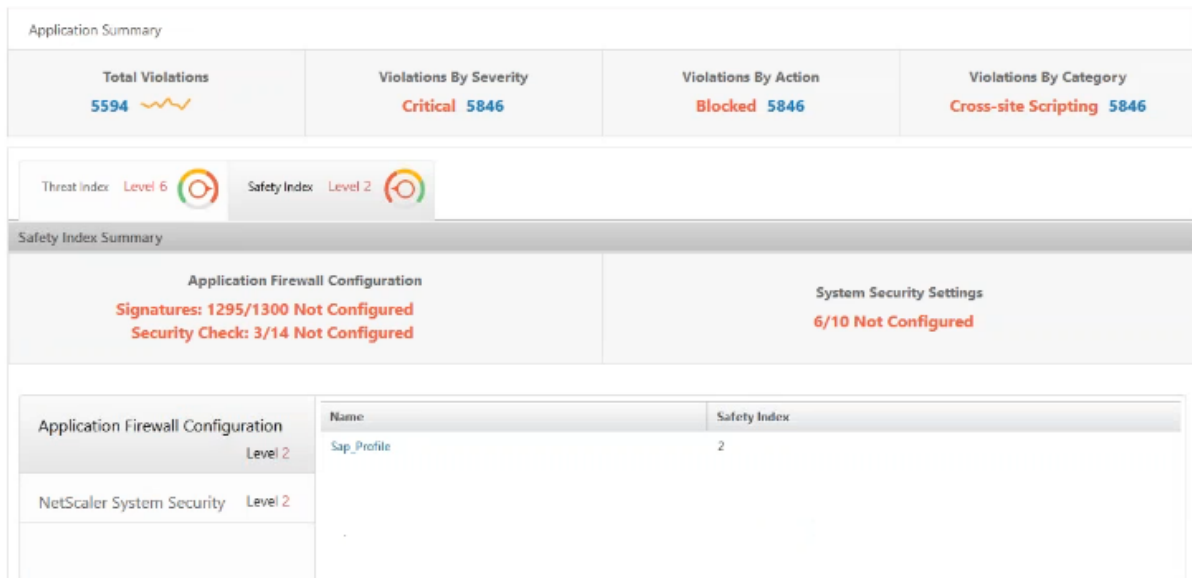 Application Summary
Total Violations
5594
Violations By Severity
Critical 5846
Violations By Action
Blocked 5846
Violations By Category
Cross-site Scripting 5846
Threat Index Level 6
Safety Index Level 2
Safety Index Summary
Application Firewall Configuration
Signatures: 1295/1300 Not Configured
Security Check: 3/14 Not Configured
System Security Settings
6/10 Not Configured
Application Firewall Configuration
Level 2
NetScaler System Security Level 2
Name Safety Index
Sap_Profile 2